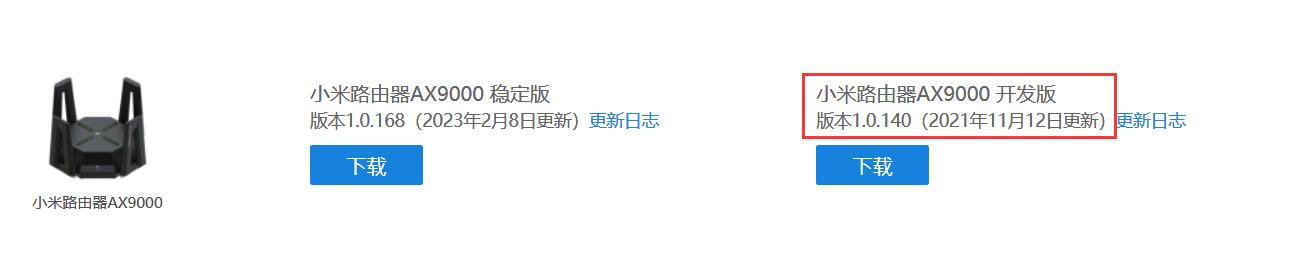 小米路由器AX9000 稳定版
版本1.0.168（2023年2月8日更新）更新日志
下载
小米路由器AX9000 开发版
版本1.0.140（2021年11月12日更新）更新日志
下载
小米路由器AX9000